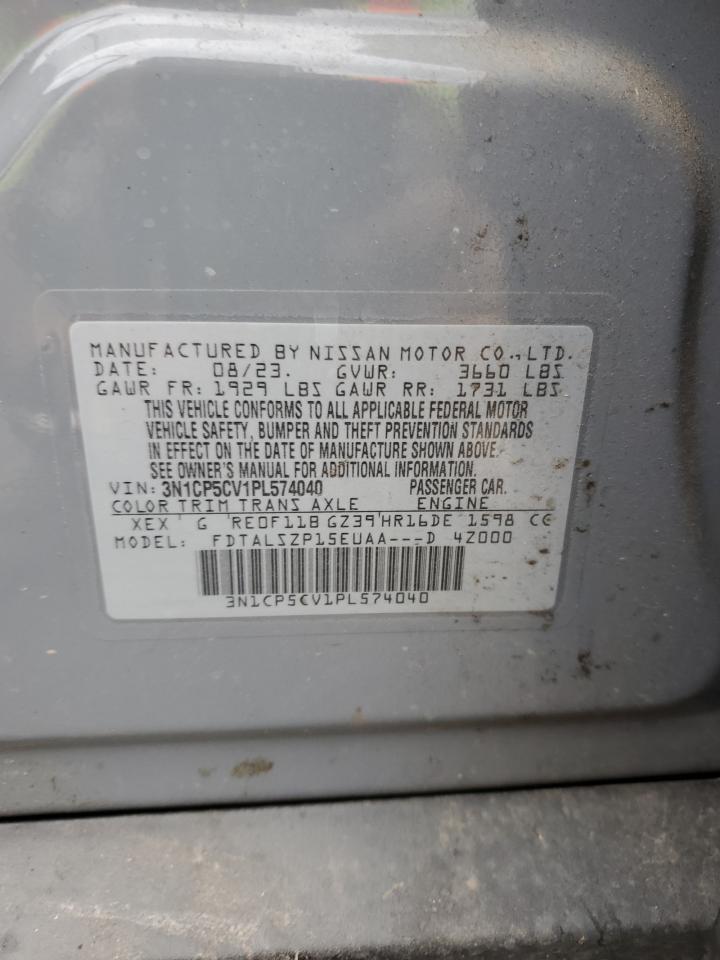 MANUFACTURED BY NISSAN MOTOR CO., LTD.
DATE: 08/23. GVWR: 3660 LBS
GAWR FR: 1929 LBS GAWR RR: 1731 LBS
THIS VEHICLE CONFORMS TO ALL APPLICABLE FEDERAL MOTOR
VEHICLE SAFETY, BUMPER AND THEFT PREVENTION STANDARDS
IN EFFECT ON THE DATE OF MANUFACTURE SHOWN ABOVE.
SEE OWNER'S MANUAL FOR ADDITIONAL INFORMATION.
VIN: 3N1CP5CV1PL574040 PASSENGER CAR.
COLOR TRIM TRANS AXLE ENGINE
XEX G RE0F11B GZ39 HR16DE 1598 CC
MODEL: FDTALSZP15EUAA---D 4Z000
3N1CP5CV1PL574040